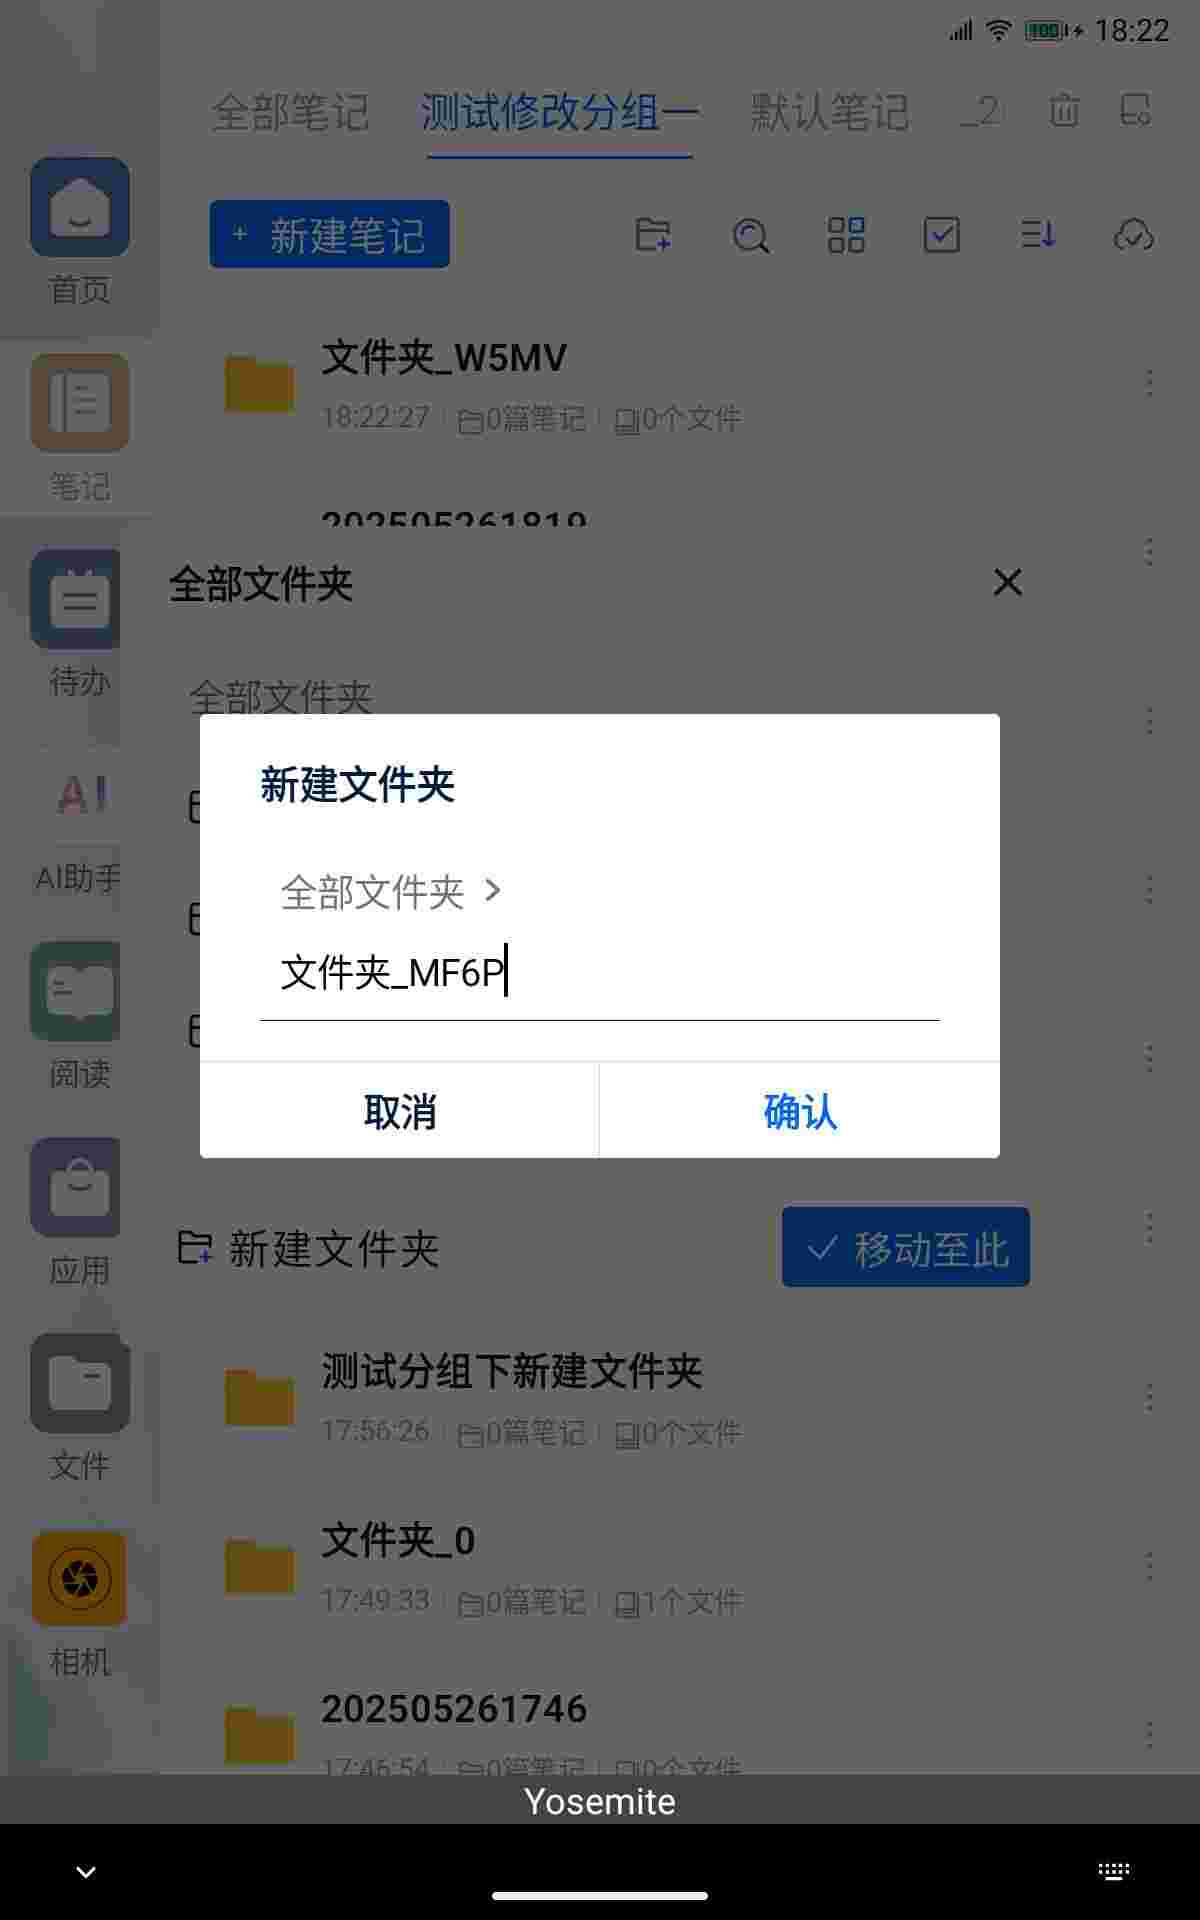 18:22
全部笔记 测试修改分组一 默认笔记 _2
+ 新建笔记
首页
笔记
待办
AI
AI助手
阅读
应用
文件
相机
文件夹_W5MV
18:22:27 0篇笔记 0个文件
202505261819
全部文件夹
全部文件夹
新建文件夹
全部文件夹 >
文件夹_MF6P
取消 确认
新建文件夹 移动至此
测试分组下新建文件夹
17:56:26 0篇笔记 0个文件
文件夹_0
17:49:33 0篇笔记 1个文件
202505261746
17:46:54 0篇笔记 0个文件
Yosemite